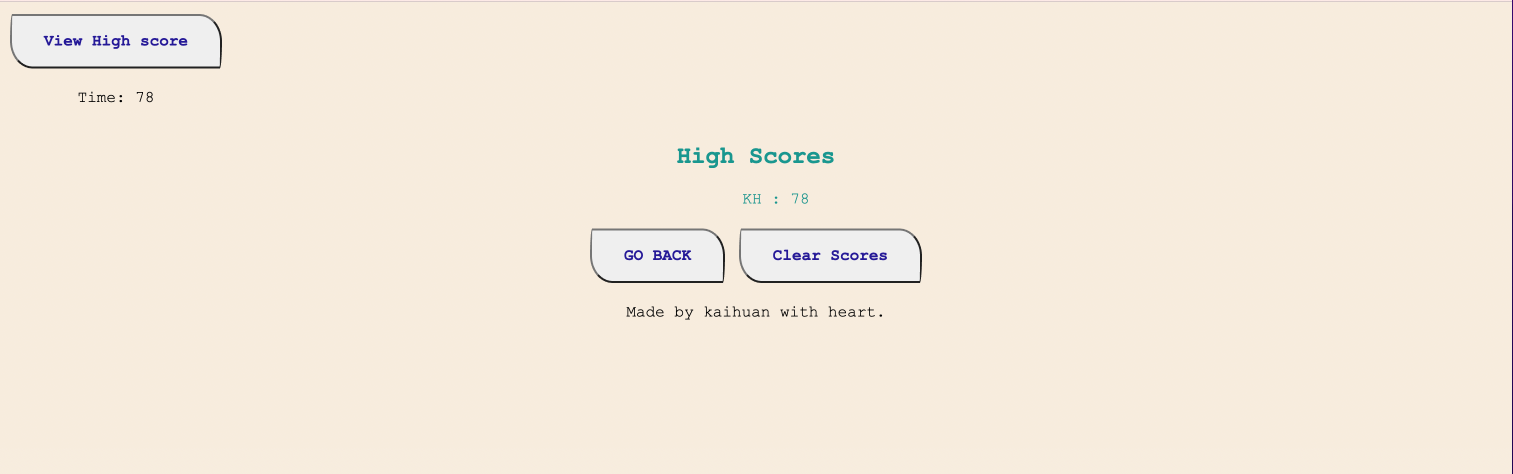 View High score
Time: 78
High Scores
KH : 78
GO BACK
Clear Scores
Made by kaihuan with heart.